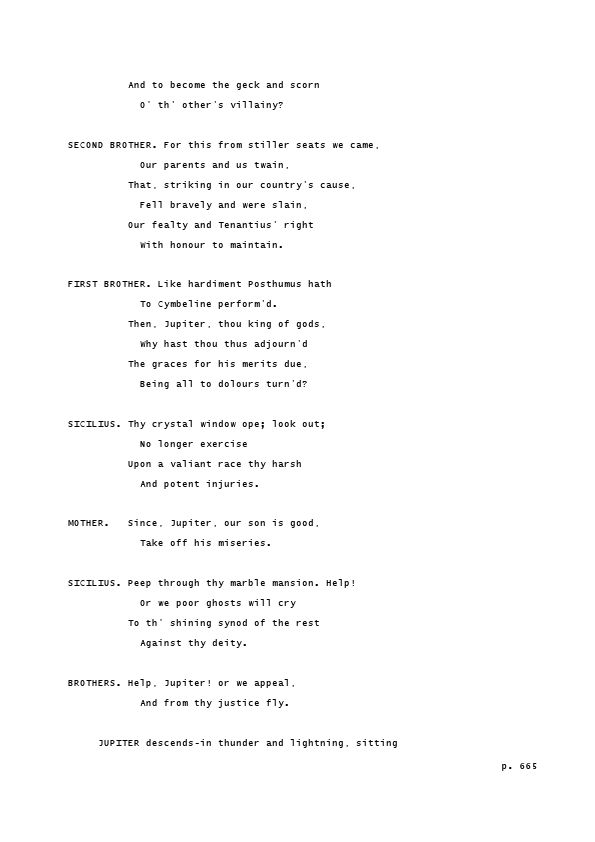 And to become the geck and scorn
O' th' other's villainy?
SECOND BROTHER. For this from stiller seats we came,
Our parents and us twain,
That, striking in our country's cause,
Fell bravely and were slain,
Our fealty and Tenantius' right
With honour to maintain.
FIRST BROTHER. Like hardiment Posthumus hath
To Cymbeline perform'd.
Then, Jupiter, thou king of gods,
Why hast thou thus adjourn'd
The graces for his merits due,
Being all to dolours turn'd?
SICILIUS. Thy crystal window ope; look out;
No longer exercise
Upon a valiant race thy harsh
And potent injuries.
MOTHER. Since, Jupiter, our son is good,
Take off his miseries.
SICILIUS. Peep through thy marble mansion. Help!
Or we poor ghosts will cry
To th' shining synod of the rest
Against thy deity.
BROTHERS. Help, Jupiter! or we appeal,
And from thy justice fly.
JUPITER descends-in thunder and lightning, sitting
p. 665